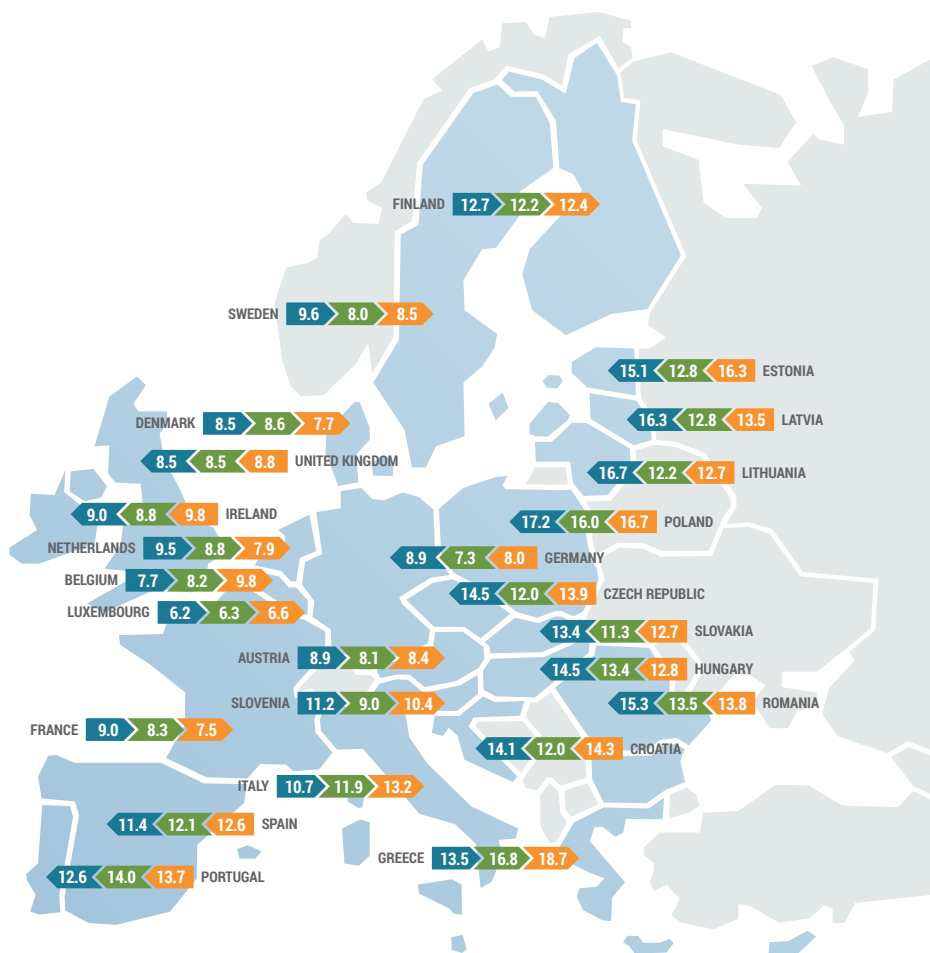 FINLAND 12.7 12.2 12.4
SWEDEN 9.6 8.0 8.5
15.1 12.8 16.3 ESTONIA
DENMARK 8.5 8.6 7.7
16.3 12.8 13.5 LATVIA
8.5 8.5 8.8 UNITED KINGDOM
16.7 12.2 12.7 LITHUANIA
9.0 8.8 9.8 IRELAND
17.2 16.0 16.7 POLAND
NETHERLANDS 9.5 8.8 7.9
8.9 7.3 8.0 GERMANY
BELGIUM 7.7 8.2 9.8
14.5 12.0 13.9 CZECH REPUBLIC
LUXEMBOURG 6.2 6.3 6.6
13.4 11.3 12.7 SLOVAKIA
AUSTRIA 8.9 8.1 8.4
14.5 13.4 12.8 HUNGARY
SLOVENIA 11.2 9.0 10.4
15.3 13.5 13.8 ROMANIA
FRANCE 9.0 8.3 7.5
14.1 12.0 14.3 CROATIA
ITALY 10.7 11.9 13.2
11.4 12.1 12.6 SPAIN
GREECE 13.5 16.8 18.7
12.6 14.0 13.7 PORTUGAL